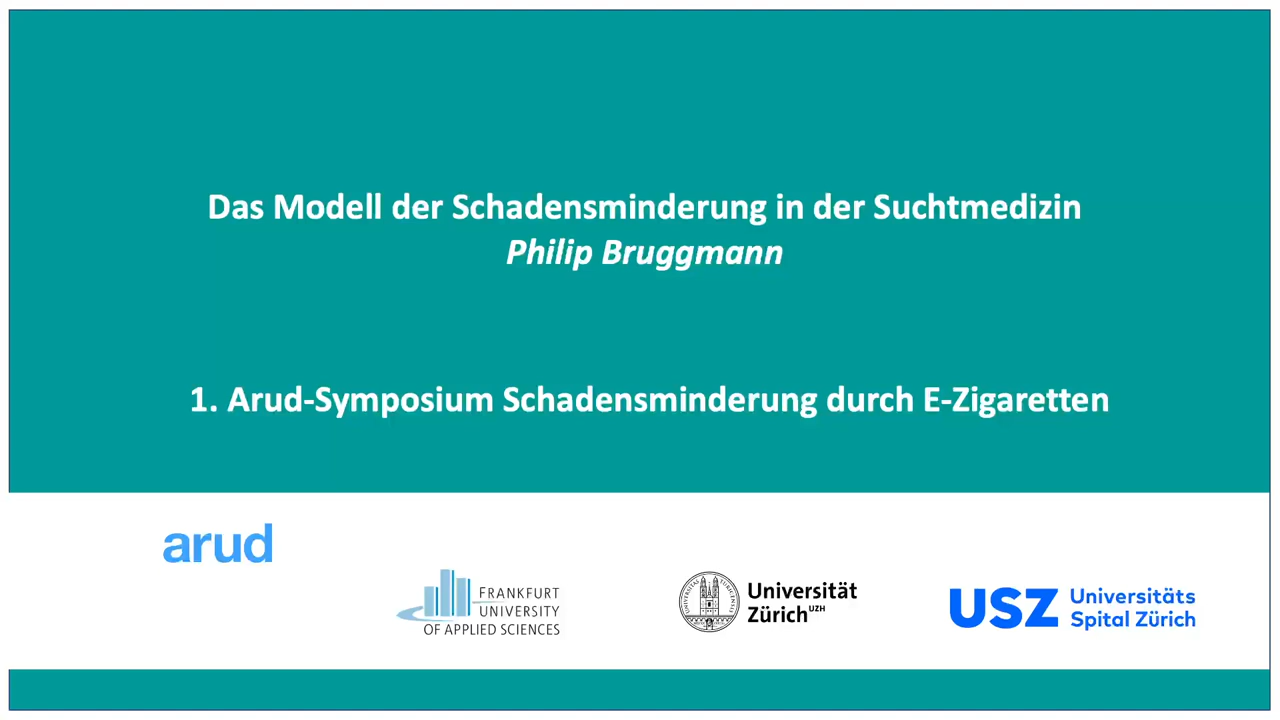 Das Modell der Schadensminderung in der Suchtmedizin
Philip Bruggmann
1. Arud-Symposium Schadensminderung durch E-Zigaretten
arud
FRANKFURT
UNIVERSITY
OF APPLIED SCIENCES
Universität
Zürich UZH
USZ
Universitäts
Spital Zürich